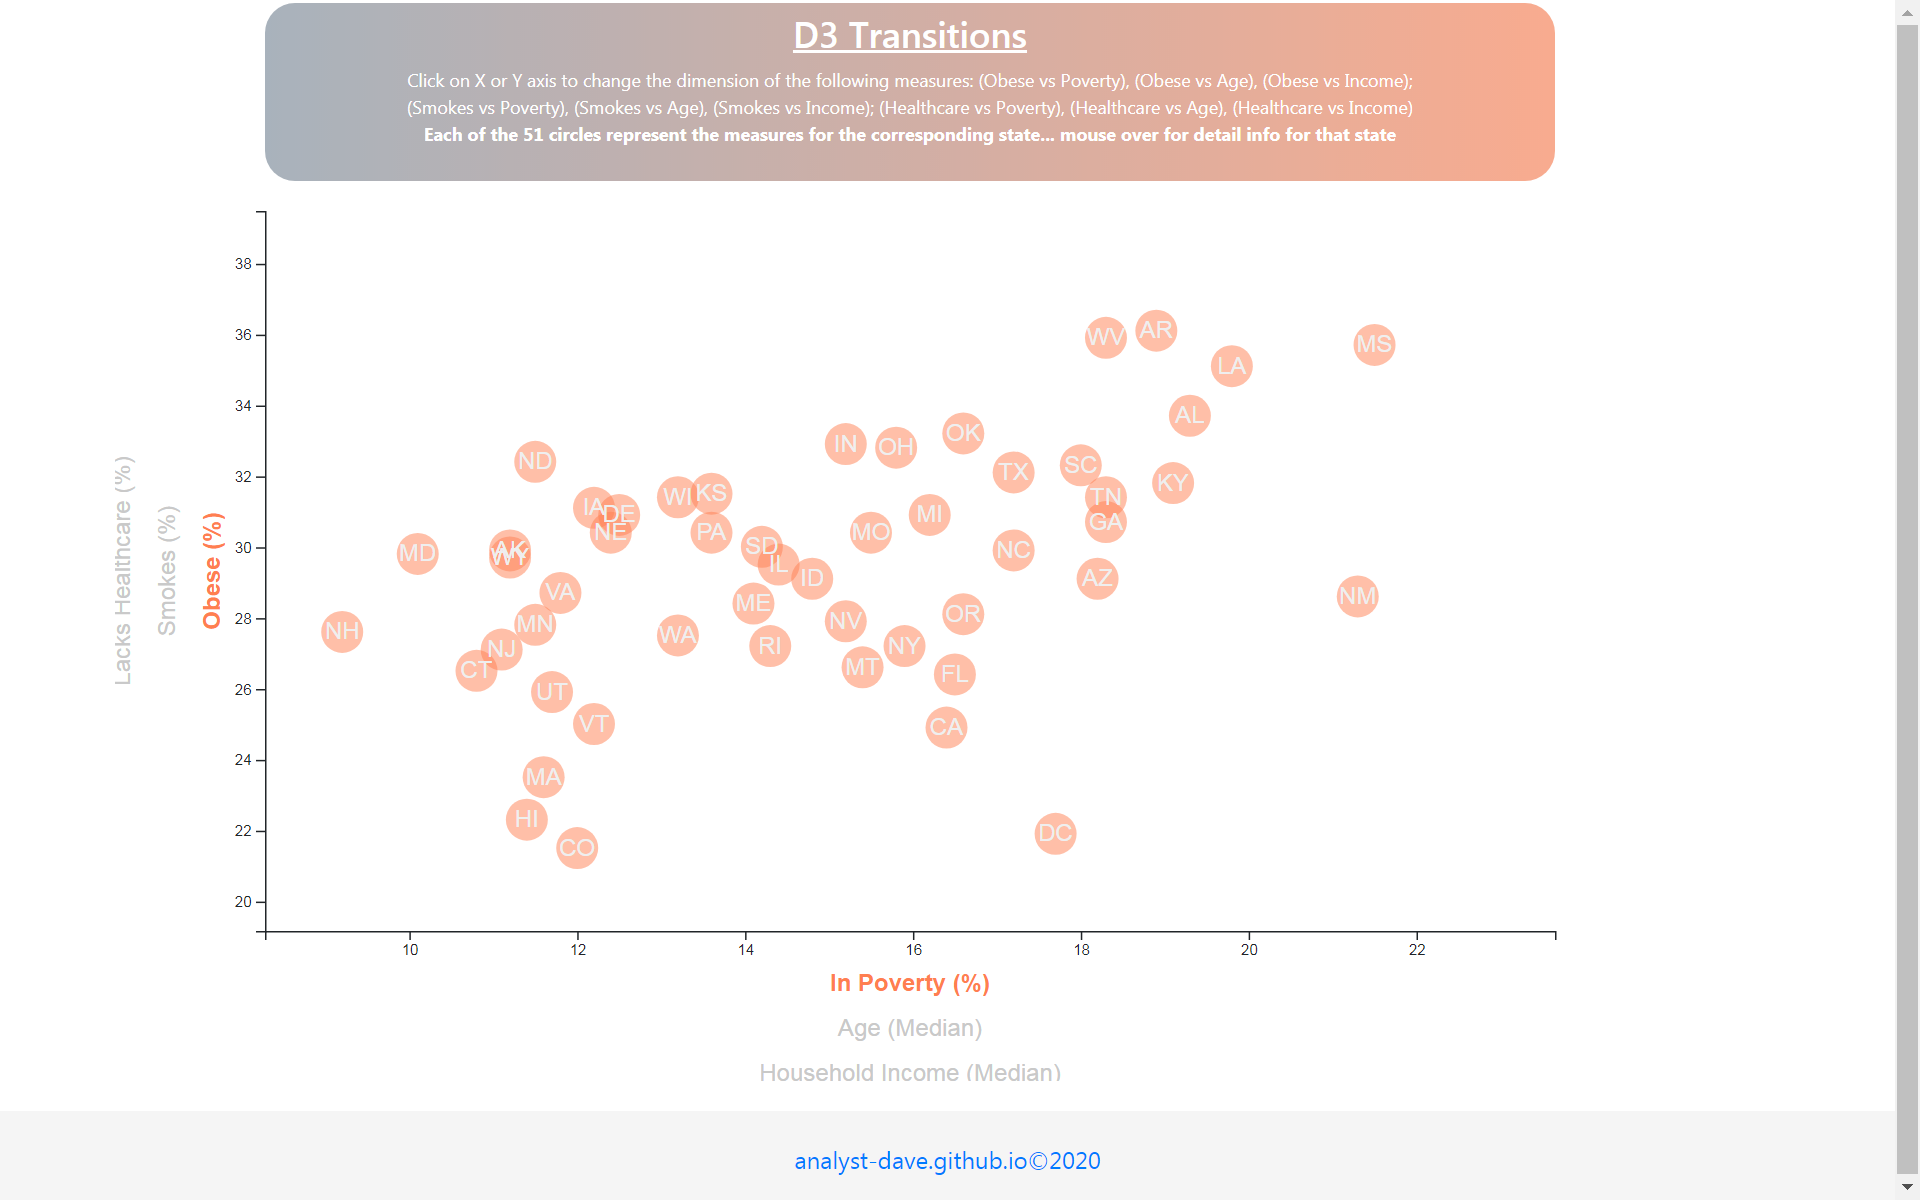 D3 Transitions
Click on X or Y axis to change the dimension of the following measures: (Obese vs Poverty), (Obese vs Age), (Obese vs Income);
(Smokes vs Poverty), (Smokes vs Age), (Smokes vs Income); (Healthcare vs Poverty), (Healthcare vs Age), (Healthcare vs Income)
Each of the 51 circles represent the measures for the corresponding state... mouse over for detail info for that state
Lacks Healthcare (%)
Smokes (%)
Obese (%)
38
36
34
32
30
28
26
24
22
20
WV
AR
MS
LA
AL
IN
OH
OK
ND
TX
SC
KY
WI
KS
TN
IA
DE
MI
GA
NE
PA
MO
SD
NC
MD
AK
WY
IL
ID
AZ
VA
ME
NM
NH
MN
NV
OR
WA
NJ
RI
NY
CT
MT
FL
UT
VT
CA
MA
HI
DC
CO
10
12
14
16
18
20
22
In Poverty (%)
Age (Median)
Household Income (Median)
analyst-dave.github.io©2020